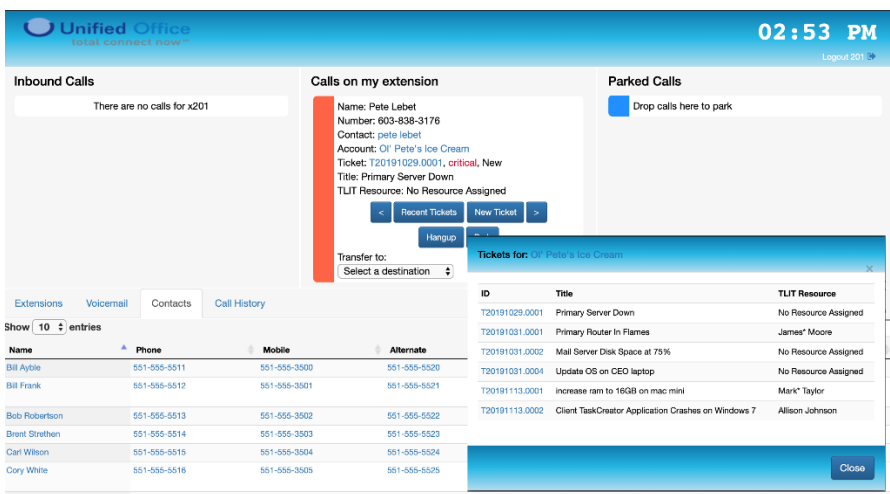 Unified Office
total connect now™
02:53 PM
Logout 201
Inbound Calls
There are no calls for x201
Calls on my extension
Name: Pete Lebet
Number: 603-838-3176
Contact: pete lebet
Account: Ol' Pete's Ice Cream
Ticket: T20191029.0001, critical, New
Title: Primary Server Down
TLIT Resource: No Resource Assigned
< Recent Tickets New Ticket >
Hangup
Transfer to:
Select a destination
Parked Calls
Drop calls here to park
Extensions Voicemail Contacts Call History
Show 10 entries
Name Phone Mobile Alternate
Bill Ayble 551-555-5511 551-555-3500 551-555-5520
Bill Frank 551-555-5512 551-555-3501 551-555-5521
Bob Robertson 551-555-5513 551-555-3502 551-555-5522
Brent Strethen 551-555-5514 551-555-3503 551-555-5523
Carl Wilson 551-555-5515 551-555-3504 551-555-5524
Cory White 551-555-5516 551-555-3505 551-555-5525
Tickets for: Ol' Pete's Ice Cream
×
ID Title TLIT Resource
T20191029.0001 Primary Server Down No Resource Assigned
T20191031.0001 Primary Router In Flames James* Moore
T20191031.0002 Mail Server Disk Space at 75% No Resource Assigned
T20191031.0004 Update OS on CEO laptop No Resource Assigned
T20191113.0001 increase ram to 16GB on mac mini Mark* Taylor
T20191113.0002 Client TaskCreator Application Crashes on Windows 7 Allison Johnson
Close